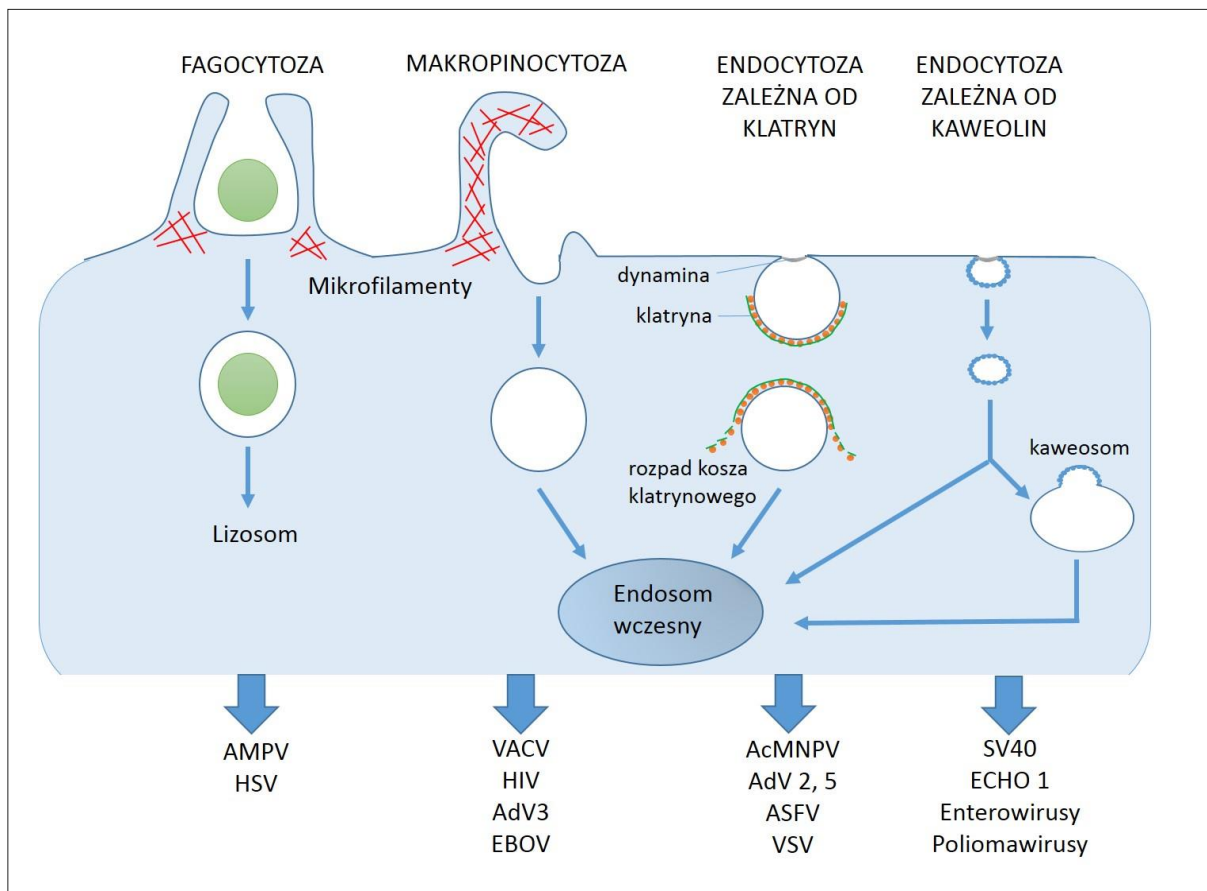 FAGOCYTOZA
MAKROPINOCYTOZA
ENDOCYTOZA
ZALEŻNA OD
KLATRYN
ENDOCYTOZA
ZALEŻNA OD
KAWEOLIN
Mikrofilamenty
dynamina
klatryna
rozpad kosza
klatrynowego
kaweosom
Lizosom
Endosom
wczesny
AMPV
HSV
VACV
HIV
AdV3
EBOV
AcMNPV
AdV 2, 5
ASFV
VSV
SV40
ECHO 1
Enterowirusy
Poliomawirusy